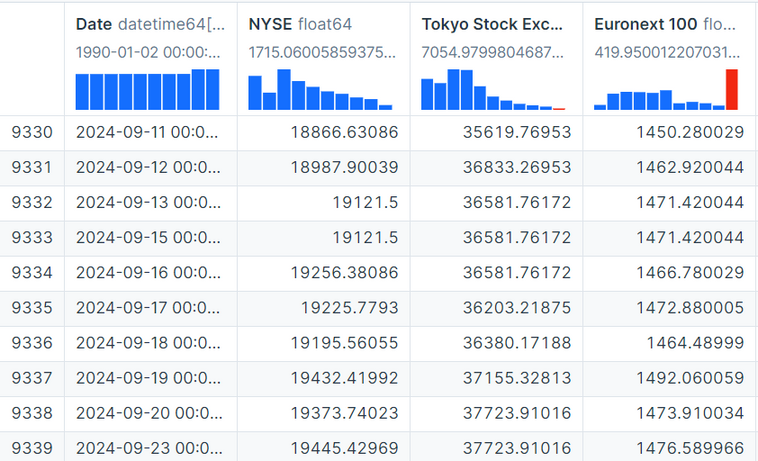 Date datetime64[... NYSE float64 Tokyo Stock Exc... Euronext 100 flo...
1990-01-02 00:00:... 1715.06005859375... 7054.9799804687... 419.950012207031...
9330 2024-09-11 00:0... 18866.63086 35619.76953 1450.280029
9331 2024-09-12 00:0... 18987.90039 36833.26953 1462.920044
9332 2024-09-13 00:0... 19121.5 36581.76172 1471.420044
9333 2024-09-15 00:0... 19121.5 36581.76172 1471.420044
9334 2024-09-16 00:0... 19256.38086 36581.76172 1466.780029
9335 2024-09-17 00:0... 19225.7793 36203.21875 1472.880005
9336 2024-09-18 00:0... 19195.56055 36380.17188 1464.48999
9337 2024-09-19 00:0... 19432.41992 37155.32813 1492.060059
9338 2024-09-20 00:0... 19373.74023 37723.91016 1473.910034
9339 2024-09-23 00:0... 19445.42969 37723.91016 1476.589966